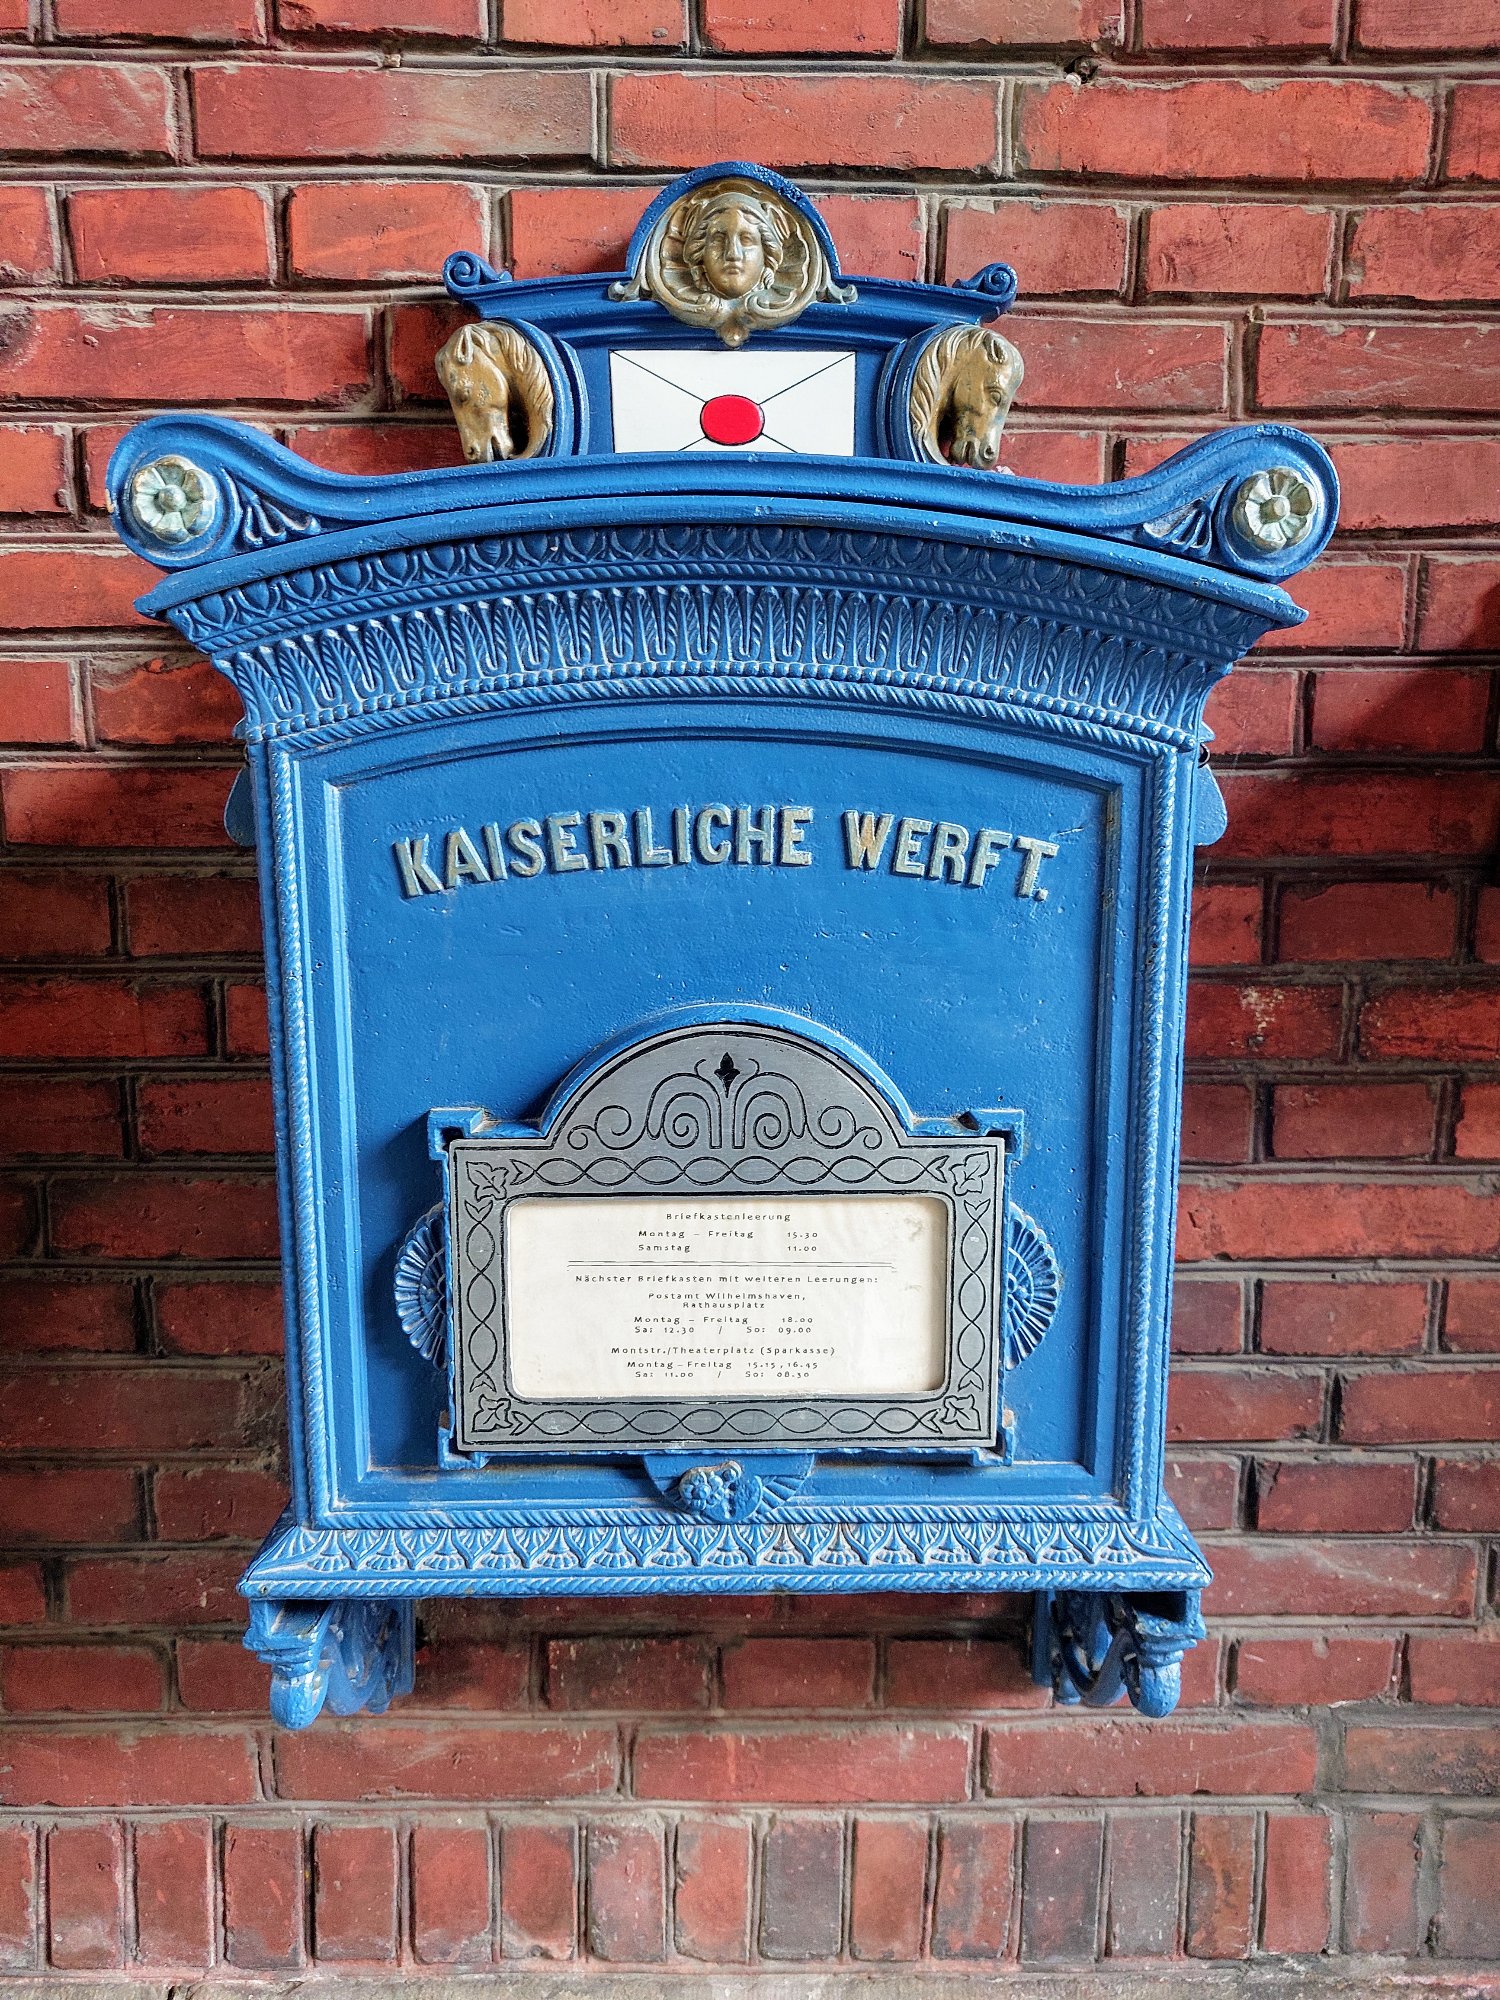 KAISERLICHE WERFT.
Briefkastenleerung
Montag – Freitag 15.30
Samstag 11.00
Nächster Briefkasten mit weiteren Leerungen:
Postamt Wilhelmshaven,
Rathausplatz
Montag – Freitag 18.00
Sa: 12.30 / So: 09.00
Montstr./Theaterplatz (Sparkasse)
Montag – Freitag 15.15, 16.45
Sa: 11.00 / So: 08.30